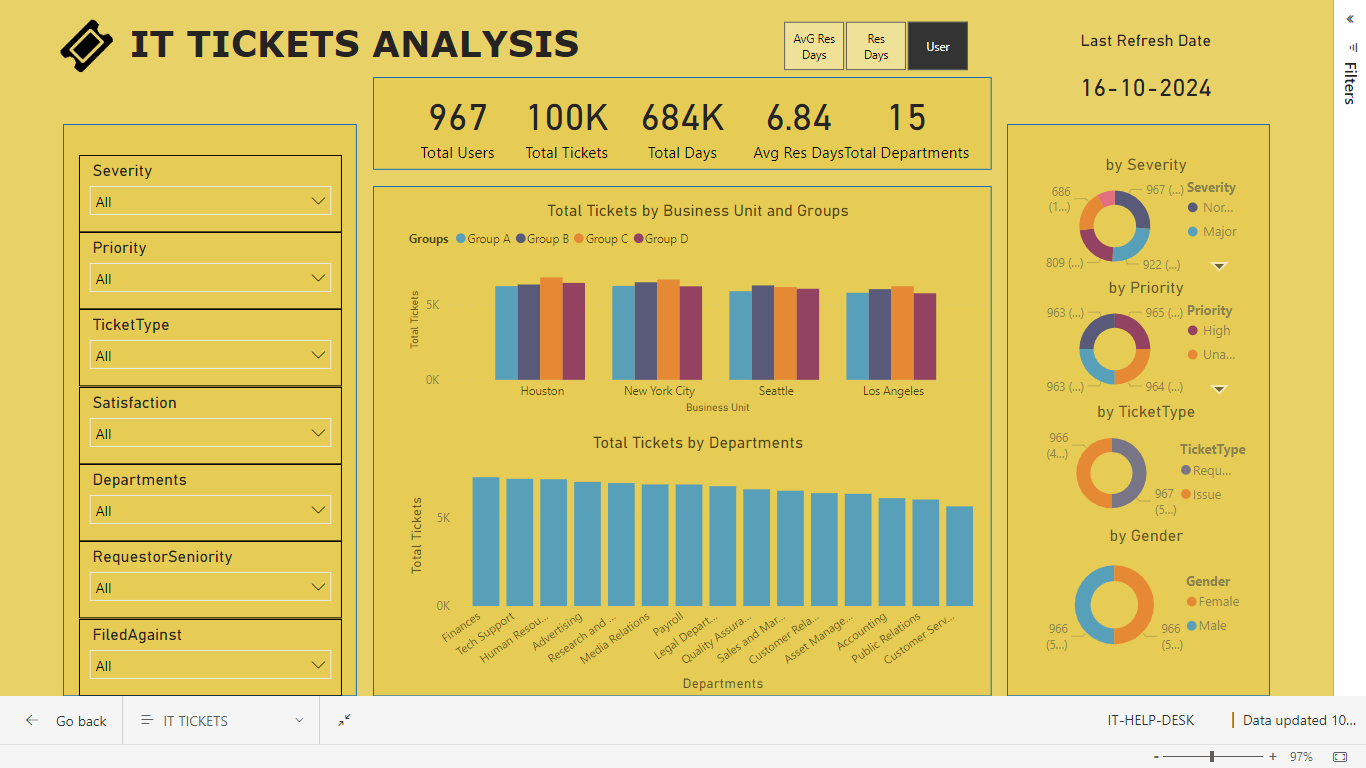 IT TICKETS ANALYSIS
AvG Res
Days
Res
Days
User
Last Refresh Date
16-10-2024
Filters
967
Total Users
100K
Total Tickets
684K
Total Days
6.84
Avg Res Days
15
Total Departments
Severity
All
Priority
All
TicketType
All
Satisfaction
All
Departments
All
RequestorSeniority
All
FiledAgainst
All
Total Tickets by Business Unit and Groups
Groups Group A Group B Group C Group D
Total Tickets
5K
0K
Houston New York City Seattle Los Angeles
Business Unit
Total Tickets by Departments
Total Tickets
5K
0K
Finances
Tech Support
Human Resou...
Advertising
Research and ...
Media Relations
Payroll
Legal Depart...
Quality Assura...
Sales and Mar...
Customer Rela...
Asset Manage...
Accounting
Public Relations
Customer Serv...
Departments
by Severity
686
(1...)
967 (...)
809 (...)
922 (...)
Severity
Nor...
Major
by Priority
963 (...)
965 (...)
963 (...)
964 (...)
Priority
High
Una...
by TicketType
966
(4...)
967
(5...)
TicketType
Requ...
Issue
by Gender
966
(5...)
966
(5...)
Gender
Female
Male
Go back
IT TICKETS
IT-HELP-DESK
Data updated 10...
- + 97%